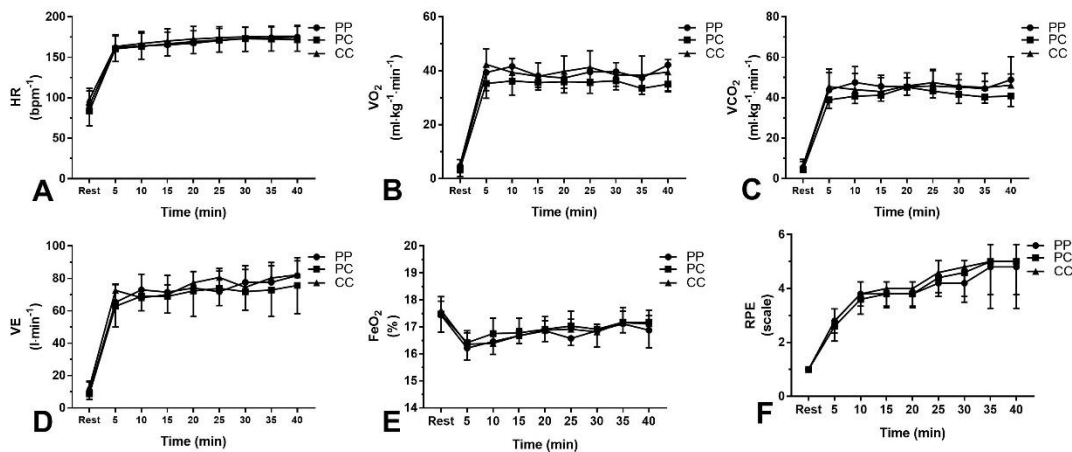 A
HR
(bpm-1)
200
150
100
50
0
Rest 5 10 15 20 25 30 35 40
Time (min)
PP
PC
CC
B
VO2
(ml·kg-1·min-1)
60
40
20
0
Rest 5 10 15 20 25 30 35 40
Time (min)
PP
PC
CC
C
VCO2
(ml·kg-1·min-1)
80
60
40
20
0
Rest 5 10 15 20 25 30 35 40
Time (min)
PP
PC
CC
D
VE
(l·min-1)
100
80
60
40
20
0
Rest 5 10 15 20 25 30 35 40
Time (min)
PP
PC
CC
E
FeO2
(%)
19
18
17
16
15
14
Rest 5 10 15 20 25 30 35 40
Time (min)
PP
PC
CC
F
RPE
(scale)
6
4
2
0
Rest 5 10 15 20 25 30 35 40
Time (min)
PP
PC
CC